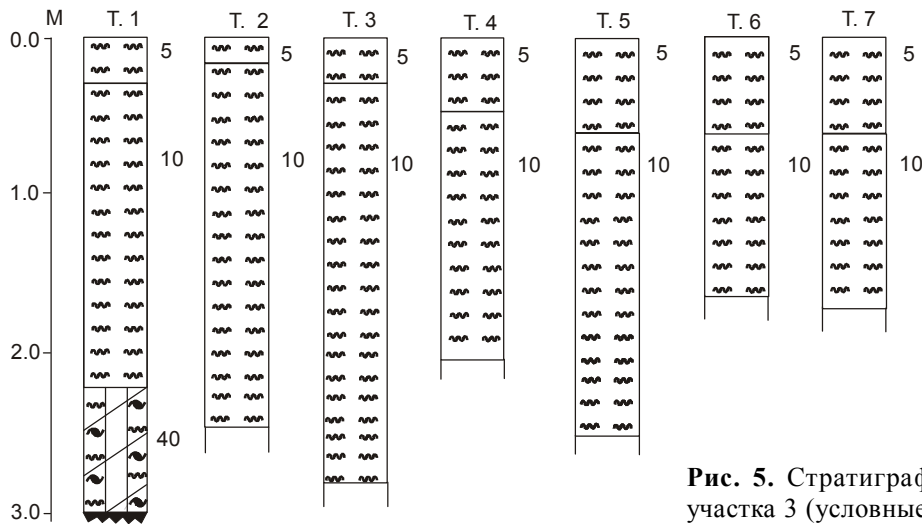 М Т. 1 Т. 2 Т. 3 Т. 4 Т. 5 Т. 6 Т. 7
0.0 5 5 5 5 5 5 5
10 10 10 10 10 10 10
1.0
2.0
40
3.0
Рис. 5. Стратиграф
участка 3 (условные